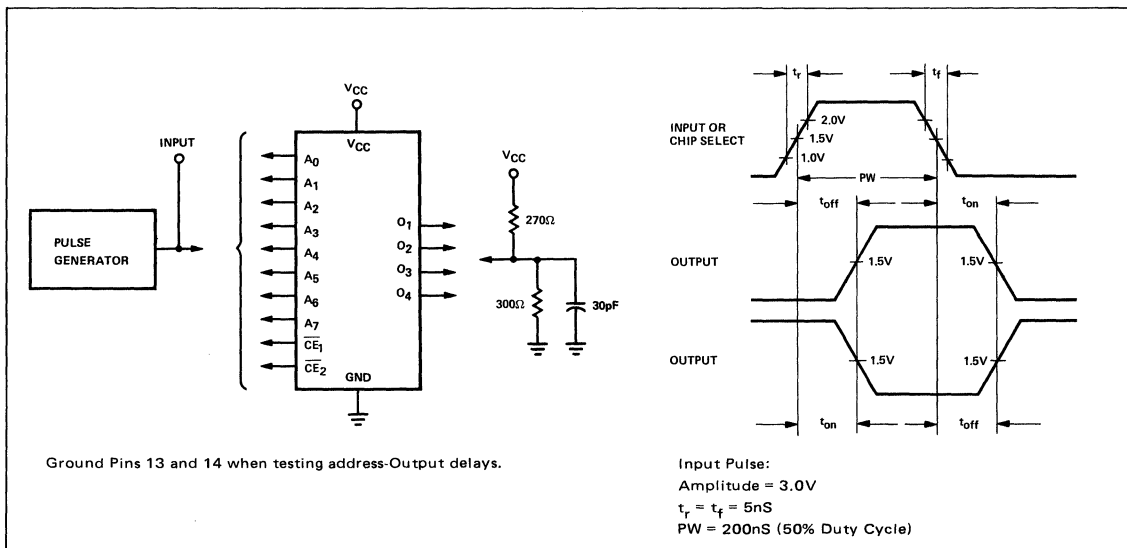 PULSE
GENERATOR
INPUT
VCC
VCC
A0
A1
A2
A3
A4
A5
A6
A7
CE1
CE2
GND
O1
O2
O3
O4
VCC
270Ω
300Ω
30pF
Ground Pins 13 and 14 when testing address-Output delays.
tr
tf
INPUT OR
CHIP SELECT
2.0V
1.5V
1.0V
PW
toff
ton
OUTPUT
1.5V
1.5V
OUTPUT
1.5V
1.5V
ton
toff
Input Pulse:
Amplitude = 3.0V
tr = tf = 5nS
PW = 200nS (50% Duty Cycle)